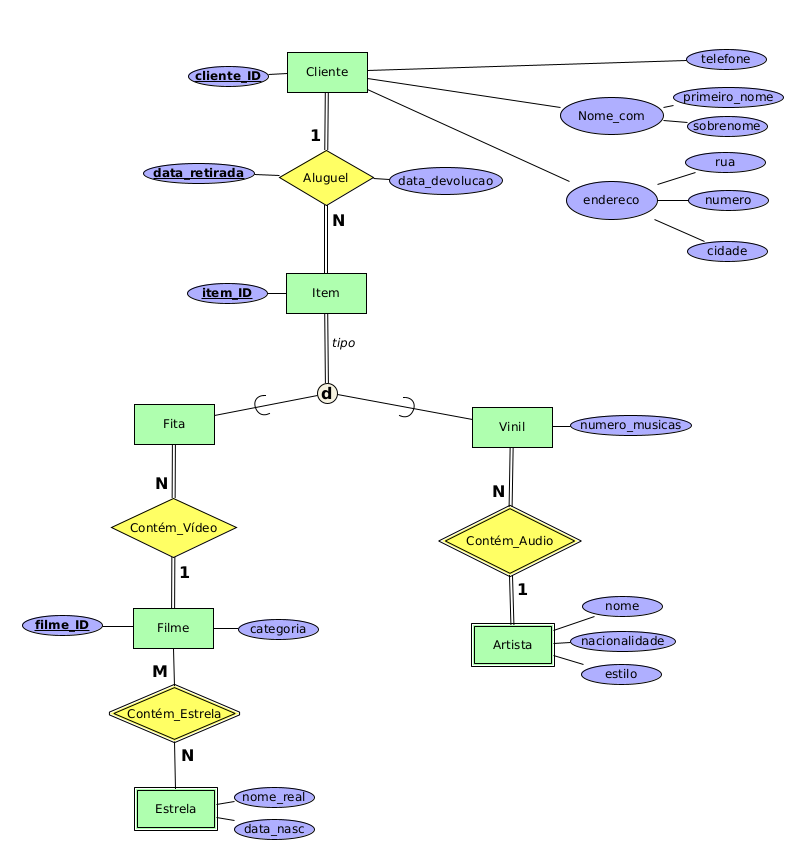 telefone
cliente_ID
Cliente
primeiro_nome
Nome_com
sobrenome
1
rua
data_retirada
Aluguel
data_devolucao
endereco
numero
N
cidade
item_ID
Item
tipo
d
Fita
Vinil
numero_musicas
N
N
Contém_Vídeo
Contém_Audio
1
1
nome
filme_ID
Filme
categoria
Artista
nacionalidade
M
estilo
Contém_Estrela
N
nome_real
Estrela
data_nasc